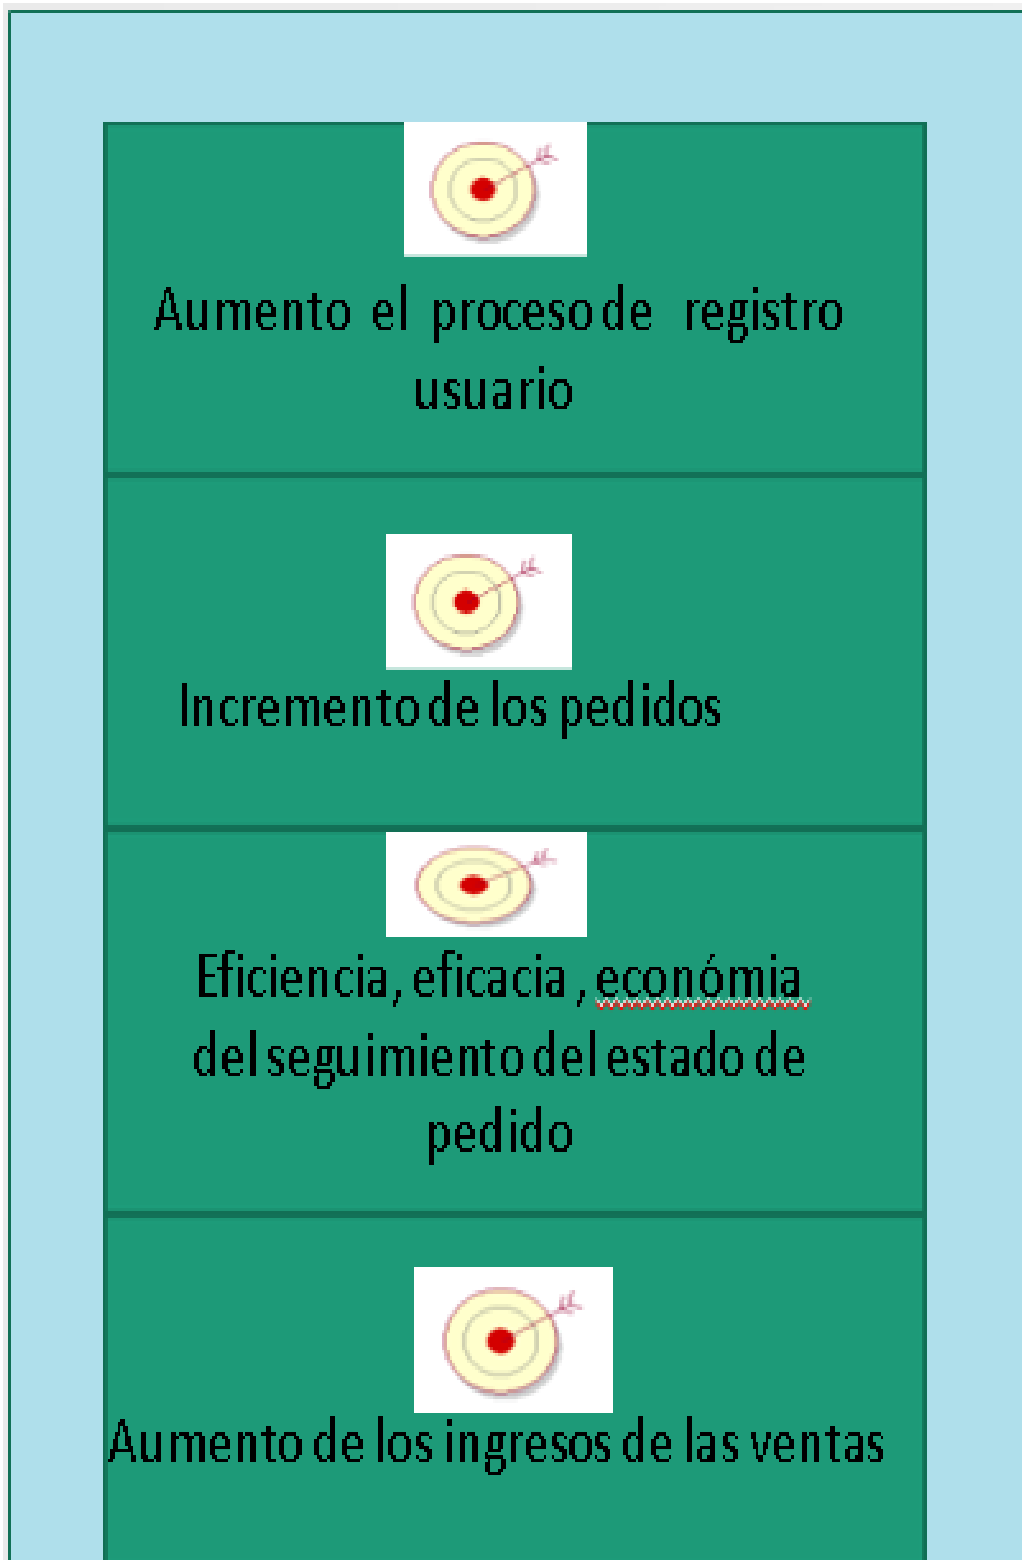 Aumento el proceso de registro
usuario
Incremento de los pedidos
Eficiencia, eficacia , económia
del seguimiento del estado de
pedido
Aumento de los ingresos de las ventas